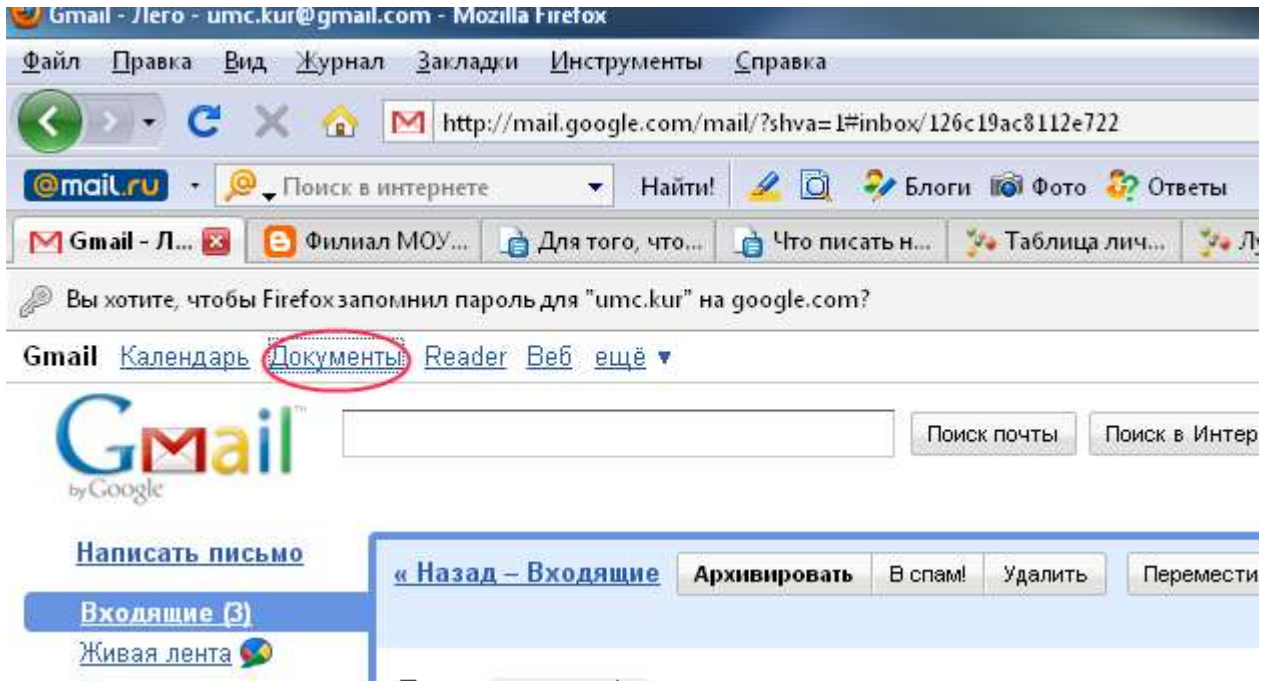 Gmail - Лего - umc.kur@gmail.com - Mozilla Firefox
Файл Правка Вид Журнал Закладки Инструменты Справка
http://mail.google.com/mail/?shva=1#inbox/126c19ac8112e722
@mail.ru Поиск в интернете Найти! Блоги Фото Ответы
Gmail - Л... Филиал МОУ... Для того, что... Что писать н... Таблица лич... Лу
Вы хотите, чтобы Firefox запомнил пароль для "umc.kur" на google.com?
Gmail Календарь Документы Reader Веб ещё ▼
Gmail™ Поиск почты Поиск в Интер
by Google
Написать письмо
« Назад – Входящие Архивировать В спам! Удалить Перемести
Входящие (3)
Живая лента